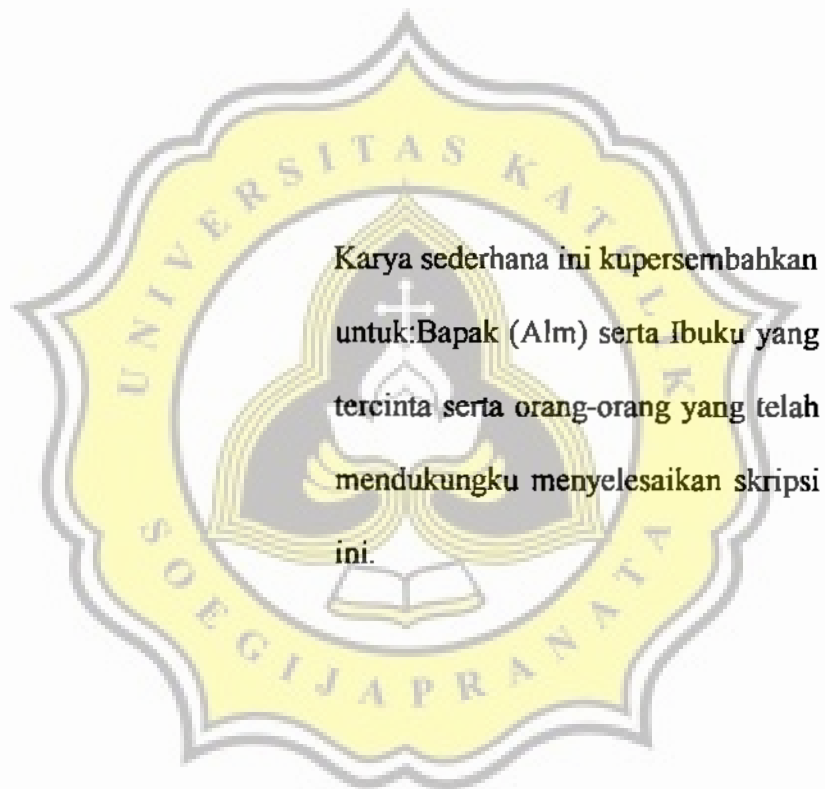 UNIVERSITAS KATOLIK
Karya sederhana ini kupersembahkan
untuk:Bapak (Alm) serta Ibuku yang
tercinta serta orang-orang yang telah
mendukungku menyelesaikan skripsi
ini.
SOEGIJAPRANATA